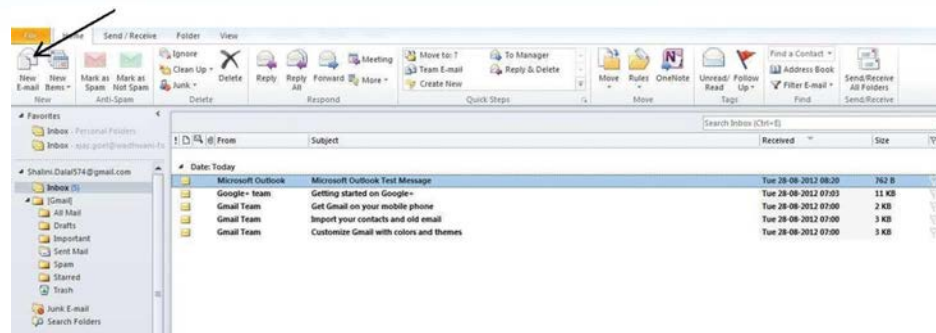 File Home Send / Receive Folder View
Ignore Meeting Move to: ? To Manager Find a Contact
Clean Up Team E-mail Reply & Delete Address Book
Junk More Create New Filter E-mail
New E-mail New Items Mark as Spam Mark as Not Spam Delete Reply Reply All Forward Move Rules OneNote Unread/ Read Follow Up Send/Receive All Folders
New Anti-Spam Delete Respond Quick Steps Move Tags Find Send/Receive
Favorites
Inbox - Personal Folders
Inbox -
Search Inbox (Ctrl+E)
From Subject Received Size
Date: Today
Shalini.Dalal574@gmail.com
Inbox (5)
[Gmail]
All Mail
Drafts
Important
Sent Mail
Spam
Starred
Trash
Junk E-mail
Search Folders
Microsoft Outlook Microsoft Outlook Test Message Tue 28-08-2012 08:20 762 B
Google+ team Getting started on Google+ Tue 28-08-2012 07:03 11 KB
Gmail Team Get Gmail on your mobile phone Tue 28-08-2012 07:00 2 KB
Gmail Team Import your contacts and old email Tue 28-08-2012 07:00 3 KB
Gmail Team Customize Gmail with colors and themes Tue 28-08-2012 07:00 3 KB